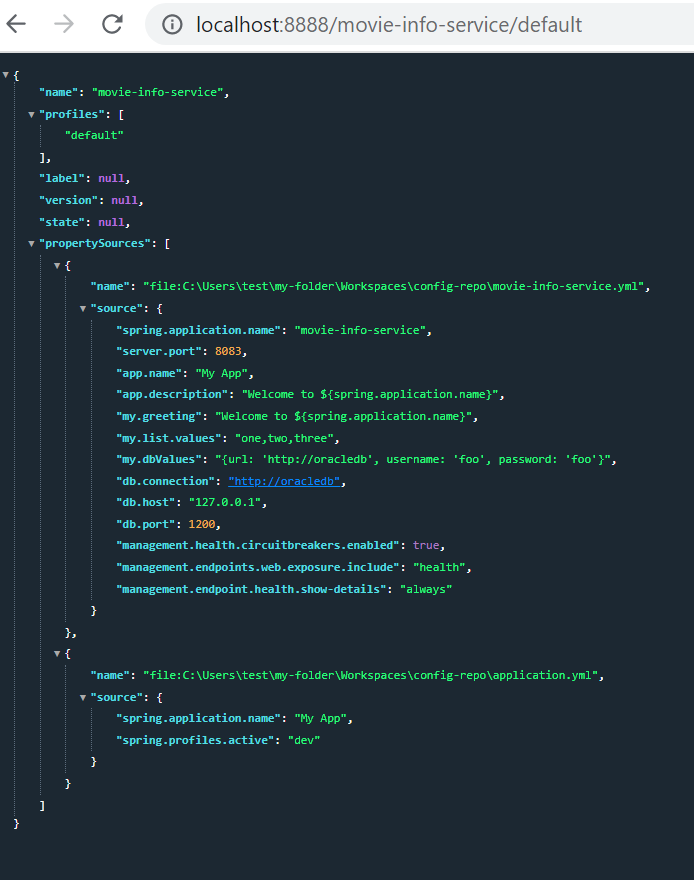 localhost:8888/movie-info-service/default
{
"name": "movie-info-service",
"profiles": [
"default"
],
"label": null,
"version": null,
"state": null,
"propertySources": [
{
"name": "file:C:\Users\test\my-folder\Workspaces\config-repo\movie-info-service.yml",
"source": {
"spring.application.name": "movie-info-service",
"server.port": 8083,
"app.name": "My App",
"app.description": "Welcome to ${spring.application.name}",
"my.greeting": "Welcome to ${spring.application.name}",
"my.list.values": "one,two,three",
"my.dbValues": "{url: 'http://oracledb', username: 'foo', password: 'foo'}",
"db.connection": "http://oracledb",
"db.host": "127.0.0.1",
"db.port": 1200,
"management.health.circuitbreakers.enabled": true,
"management.endpoints.web.exposure.include": "health",
"management.endpoint.health.show-details": "always"
}
},
{
"name": "file:C:\Users\test\my-folder\Workspaces\config-repo\application.yml",
"source": {
"spring.application.name": "My App",
"spring.profiles.active": "dev"
}
}
]
}